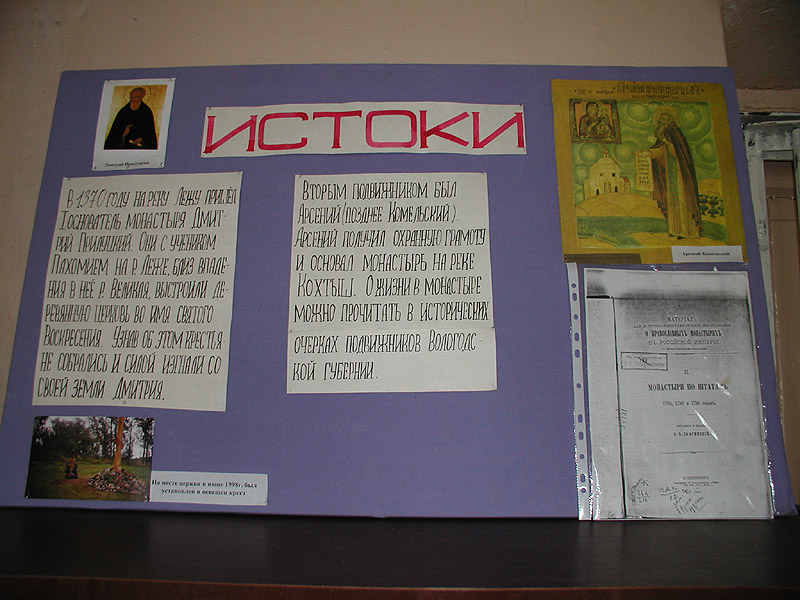 ИСТОКИ
Дмитрий Прилуцкий
В 1370 ГОДУ НА РЕКУ ЛЕЖУ ПРИШЁЛ
I ОСНОВАТЕЛЬ МОНАСТЫРЯ ДМИТ-
РИЙ ПРИЛУЦКИЙ. ОНИ С УЧЕНИКОМ
ПАХОМИЕМ НА Р. ЛЕЖЕ, БЛИЗ ВПАДЕ-
НИЯ В НЕЁ Р. ВЕЛИКАЯ, ВЫСТРОИЛИ ДЕ-
РЕВЯННУЮ ЦЕРКОВЬ ВО ИМЯ СВЯТОГО
ВОСКРЕСЕНИЯ. УЗНАВ ОБ ЭТОМ КРЕСТЬЯ
НЕ СОБРАЛИСЬ И СИЛОЙ ИЗГНАЛИ СО
СВОЕЙ ЗЕМЛИ ДМИТРИЯ.
На месте церкви в июне 1998г. был
установлен и освящен крест
ВТОРЫМ ПОДВИЖНИКОМ БЫЛ
АРСЕНИЙ (ПОЗДНЕЕ КОМЕЛЬСКИЙ).
АРСЕНИЙ ПОЛУЧИЛ ОХРАННУЮ ГРАМОТУ
И ОСНОВАЛ МОНАСТЫРЬ НА РЕКЕ
КОХТЫШ. О ЖИЗНИ В МОНАСТЫРЕ
МОЖНО ПРОЧИТАТЬ В ИСТОРИЧЕСКИХ
ОЧЕРКАХ ПОДВИЖНИКОВ ВОЛОГОД-
СКОЙ ГУБЕРНИИ.
Арсений Комельский
МАТЕРІАЛЪ
О ПРАВОСЛАВНЫХЪ МОНАСТЫРЯХЪ
ВЪ РОССІЙСКОЙ ИМПЕРІИ
II.
МОНАСТЫРИ ПО ШТАТАМЪ